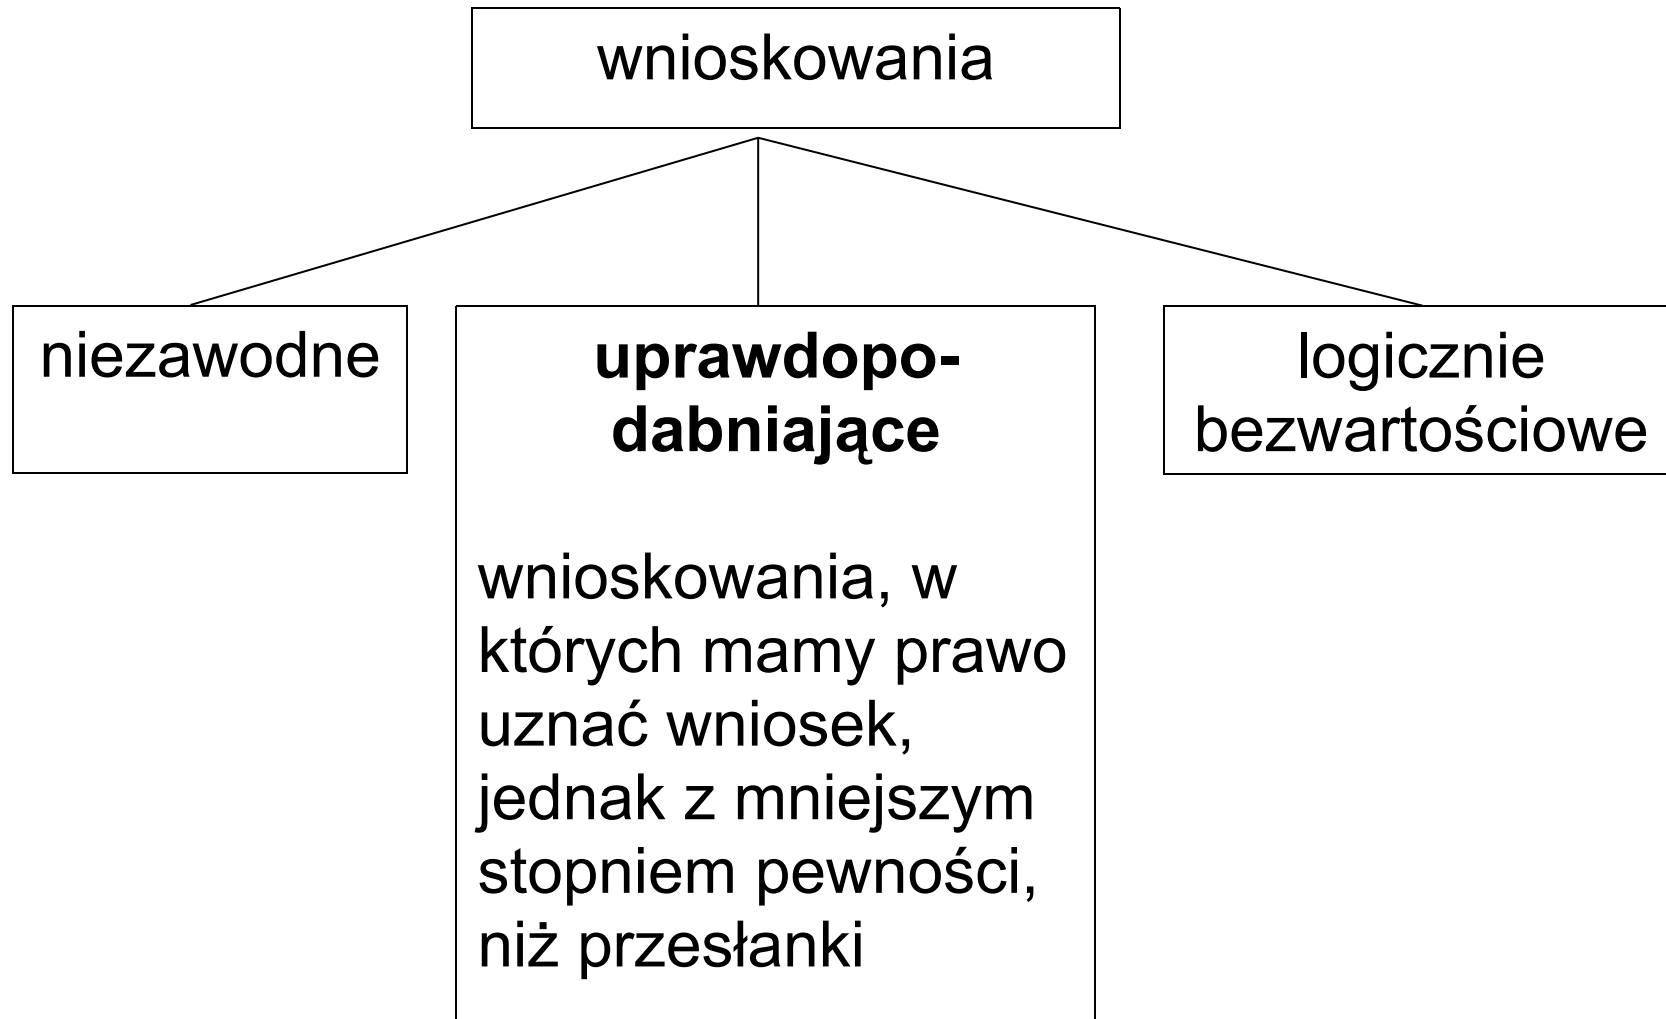 wnioskowania
niezawodne
uprawdopo-
dabniające
wnioskowania, w
których mamy prawo
uznać wniosek,
jednak z mniejszym
stopniem pewności,
niż przesłanki
logicznie
bezwartościowe